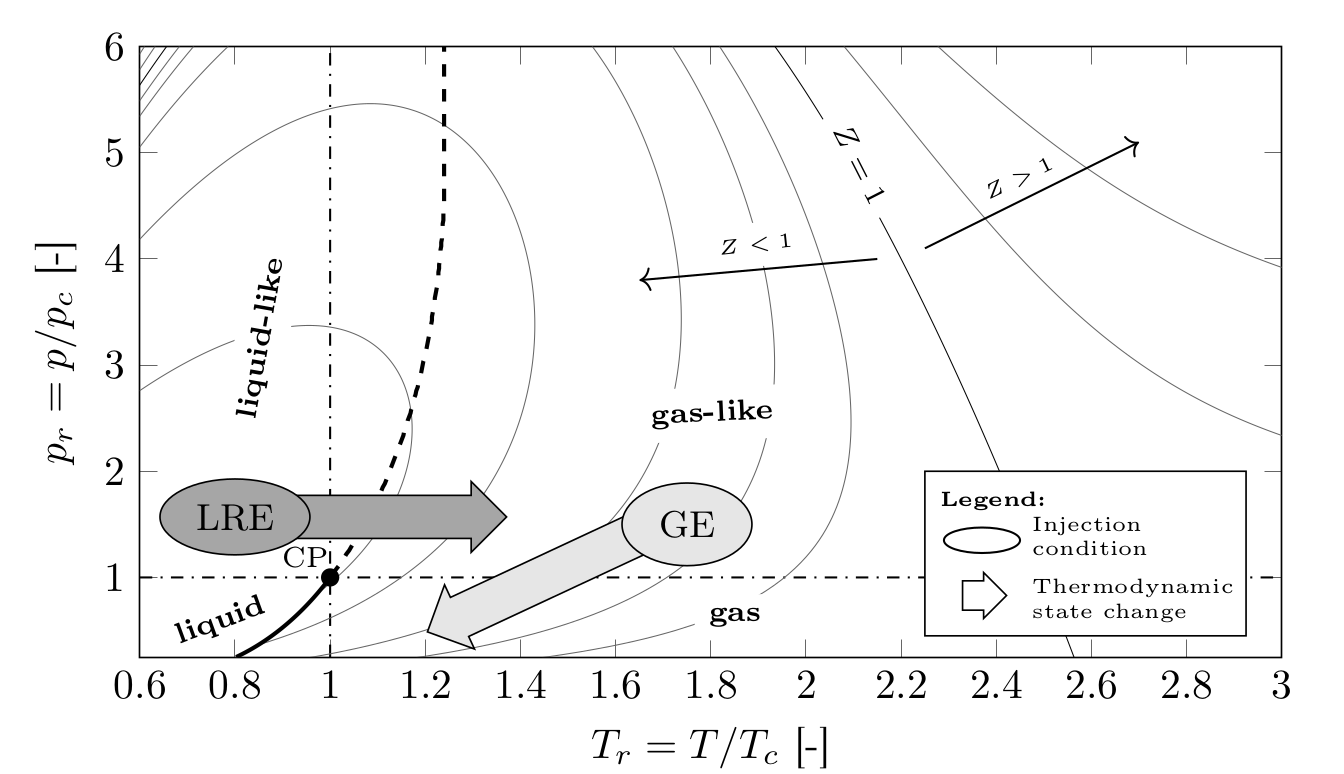 6
5
4
3
2
1
p_r = p/p_c [-]
0.6 0.8 1 1.2 1.4 1.6 1.8 2 2.2 2.4 2.6 2.8 3
T_r = T/T_c [-]
Z = 1
Z > 1
Z < 1
liquid-like
gas-like
LRE
GE
CP
liquid
gas
Legend:
Injection
condition
Thermodynamic
state change